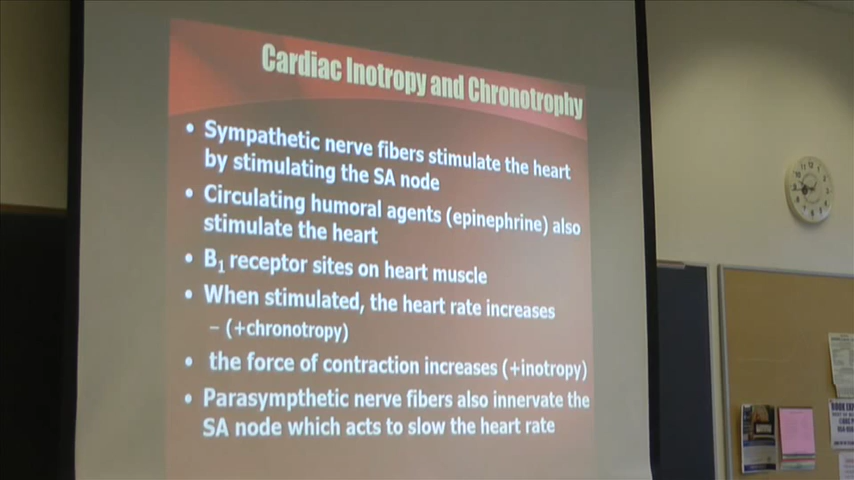 Cardiac Inotropy and Chronotrophy
• Sympathetic nerve fibers stimulate the heart
by stimulating the SA node
• Circulating humoral agents (epinephrine) also
stimulate the heart
• B1 receptor sites on heart muscle
• When stimulated, the heart rate increases
– (+chronotropy)
• the force of contraction increases (+inotropy)
• Parasympthetic nerve fibers also innervate the
SA node which acts to slow the heart rate